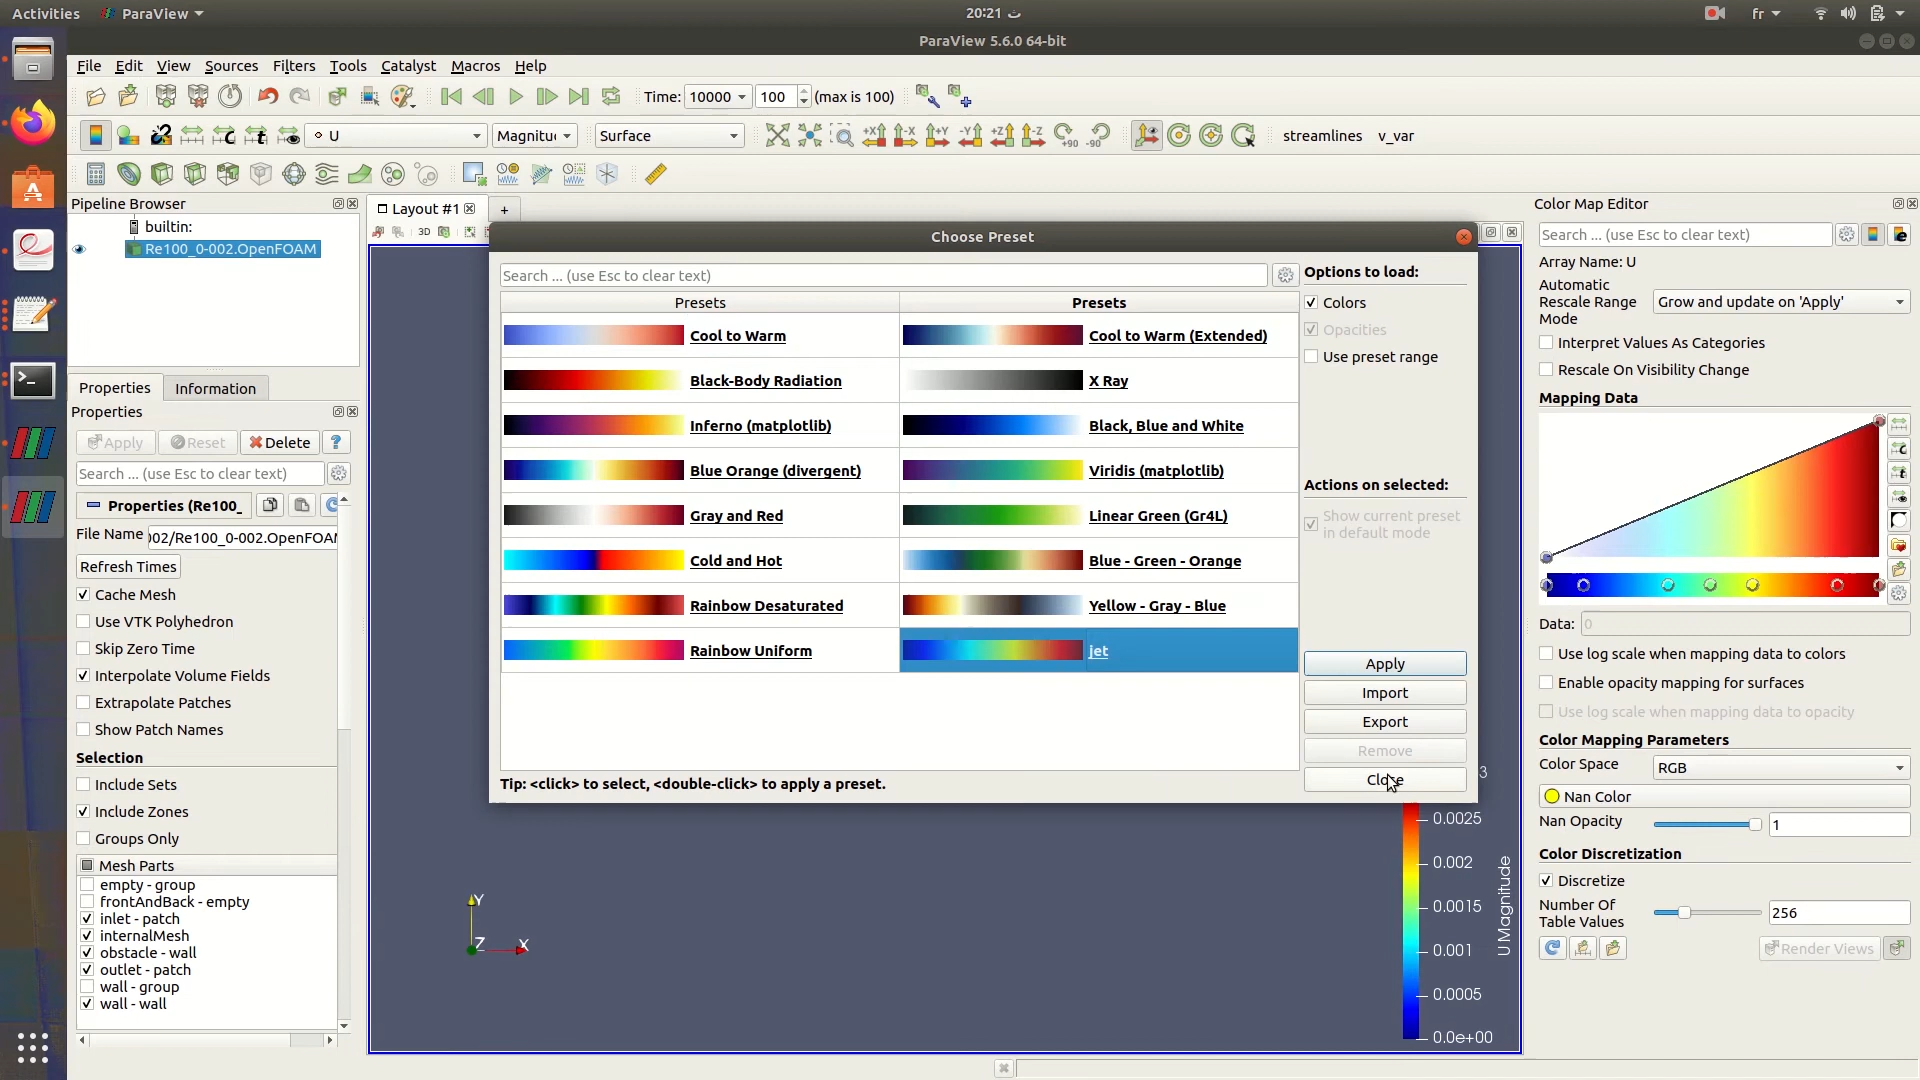 Activities
ParaView
20:21 ث
fr
ParaView 5.6.0 64-bit
File Edit View Sources Filters Tools Catalyst Macros Help
Time: 10000 100 (max is 100)
U
Magnitu
Surface
+X +Y +Z
-X -Y -Z
+90 -90
streamlines v_var
Pipeline Browser
builtin:
Re100_0-002.OpenFOAM
Properties Information
Properties
Apply Reset Delete ?
Search ... (use Esc to clear text)
Properties (Re100_
File Name
)02/Re100_0-002.OpenFOAM
Refresh Times
Cache Mesh
Use VTK Polyhedron
Skip Zero Time
Interpolate Volume Fields
Extrapolate Patches
Show Patch Names
Selection
Include Sets
Include Zones
Groups Only
Mesh Parts
empty - group
frontAndBack - empty
inlet - patch
internalMesh
obstacle - wall
outlet - patch
wall - group
wall - wall
Layout #1
+
3D
Choose Preset
Search ... (use Esc to clear text)
Presets Presets
Cool to Warm
Cool to Warm (Extended)
Black-Body Radiation
X Ray
Inferno (matplotlib)
Black, Blue and White
Blue Orange (divergent)
Viridis (matplotlib)
Gray and Red
Linear Green (Gr4L)
Cold and Hot
Blue - Green - Orange
Rainbow Desaturated
Yellow - Gray - Blue
Rainbow Uniform
jet
Tip: <click> to select, <double-click> to apply a preset.
Options to load:
Colors
Opacities
Use preset range
Actions on selected:
Show current preset
in default mode
Apply
Import
Export
Remove
Close
3
0.0025
0.002
0.0015
0.001
0.0005
0.0e+00
U Magnitude
Y
Z
X
Color Map Editor
Search ... (use Esc to clear text)
Array Name: U
Automatic
Rescale Range
Mode
Grow and update on 'Apply'
Interpret Values As Categories
Rescale On Visibility Change
Mapping Data
Data: 0
Use log scale when mapping data to colors
Enable opacity mapping for surfaces
Use log scale when mapping data to opacity
Color Mapping Parameters
Color Space
RGB
Nan Color
Nan Opacity
1
Color Discretization
Discretize
Number Of
Table Values
256
Render Views